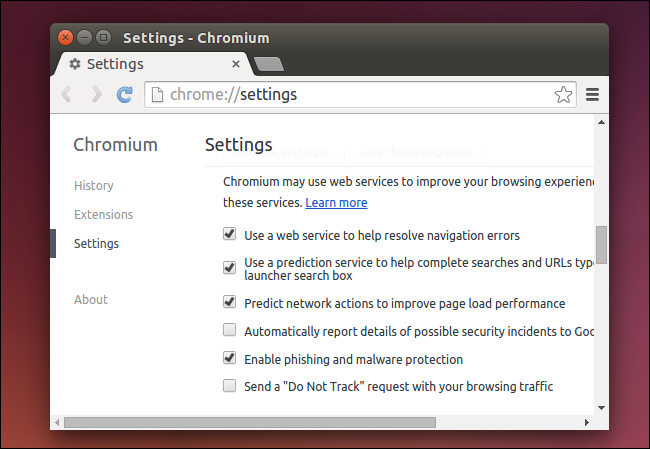 Settings - Chromium
Settings
chrome://settings
Chromium
Settings
Clear browsing data...
Chromium may use web services to improve your browsing experien
these services. Learn more
History
Extensions
Settings
About
Use a web service to help resolve navigation errors
Use a prediction service to help complete searches and URLs type
launcher search box
Predict network actions to improve page load performance
Automatically report details of possible security incidents to Goo
Enable phishing and malware protection
Send a "Do Not Track" request with your browsing traffic